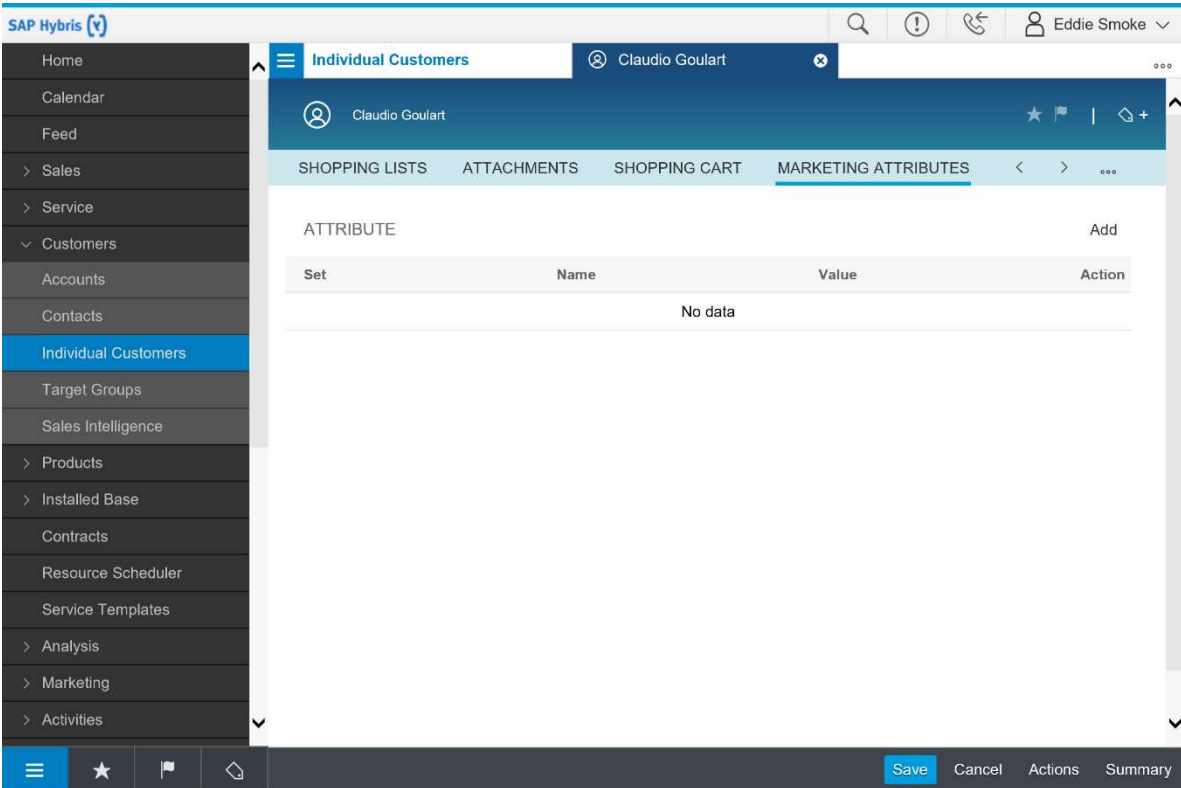 SAP Hybris (y)
Eddie Smoke
Home
Calendar
Feed
Sales
Service
Customers
Accounts
Contacts
Individual Customers
Target Groups
Sales Intelligence
Products
Installed Base
Contracts
Resource Scheduler
Service Templates
Analysis
Marketing
Activities
Individual Customers
Claudio Goulart
Claudio Goulart
SHOPPING LISTS ATTACHMENTS SHOPPING CART MARKETING ATTRIBUTES
ATTRIBUTE Add
Set Name Value Action
No data
Save Cancel Actions Summary